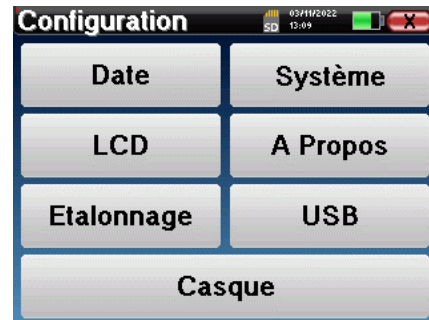 Configuration
SD
03/11/2022
13:09
X
Date
Système
LCD
A Propos
Etalonnage
USB
Casque